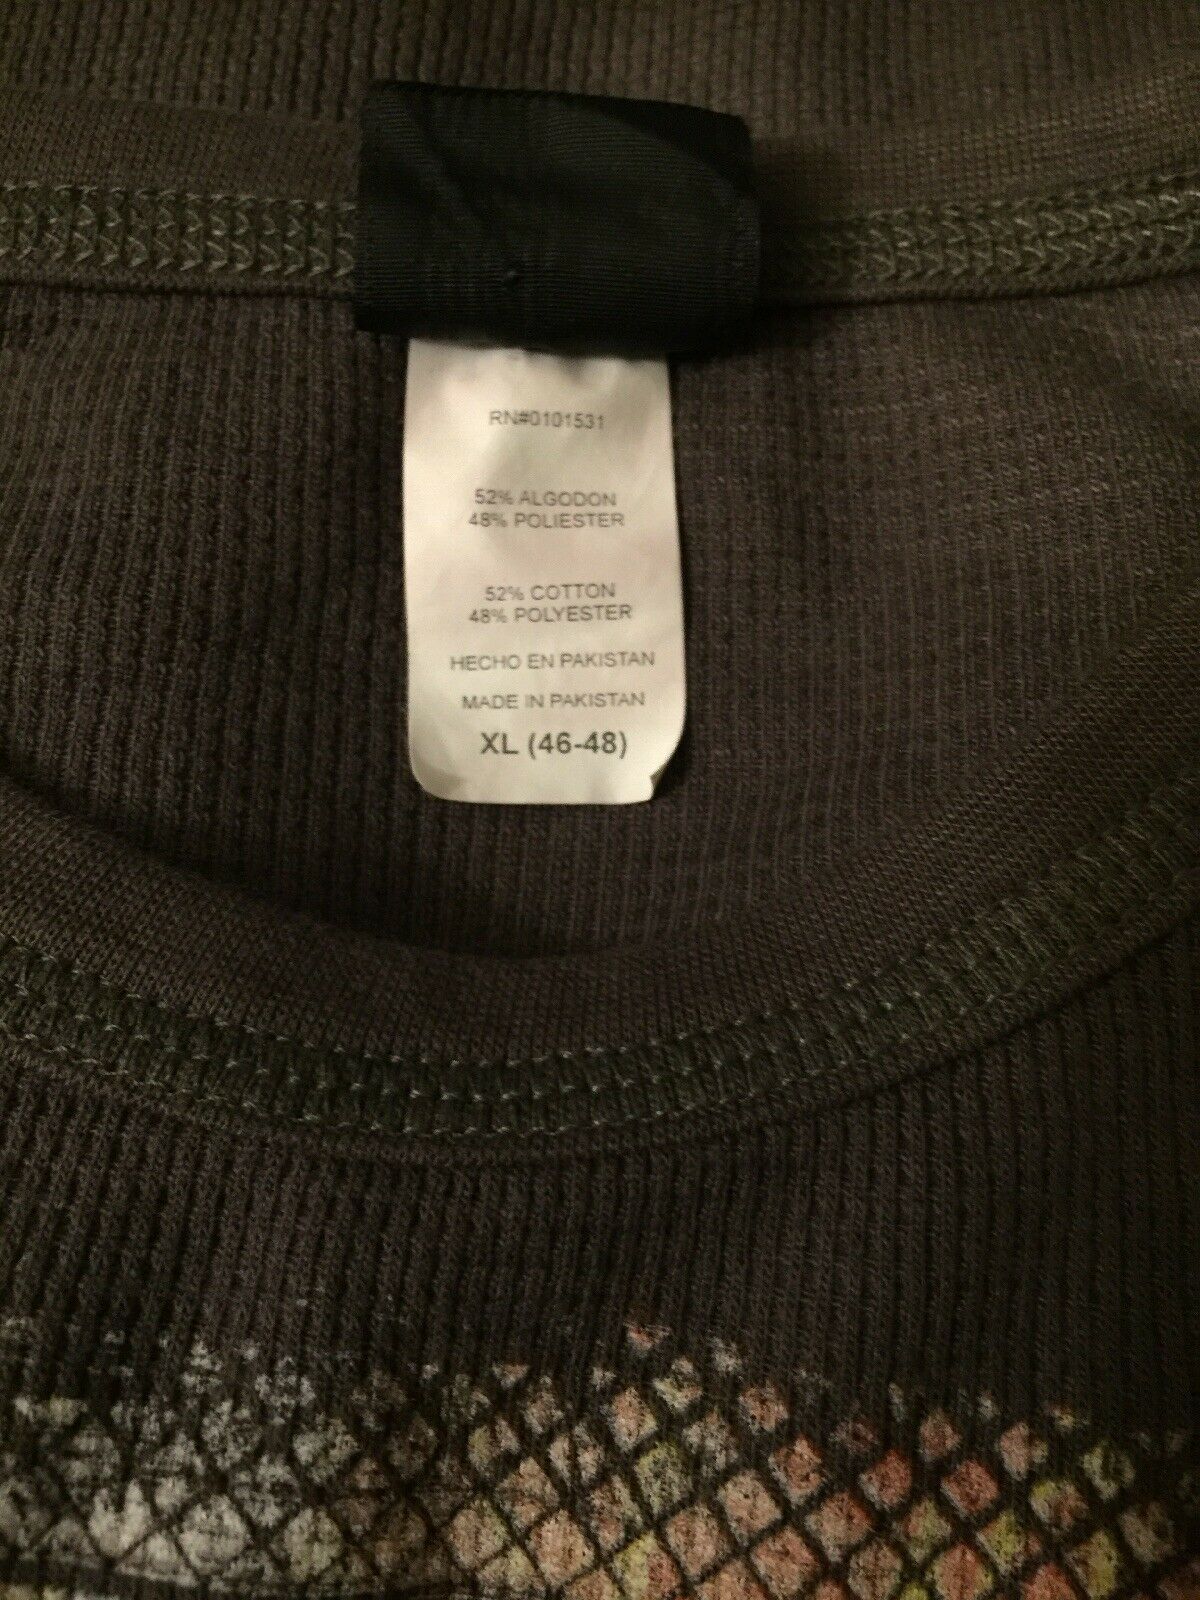 RN#0101531
52% ALGODON
48% POLIESTER
52% COTTON
48% POLYESTER
HECHO EN PAKISTAN
MADE IN PAKISTAN
XL (46-48)